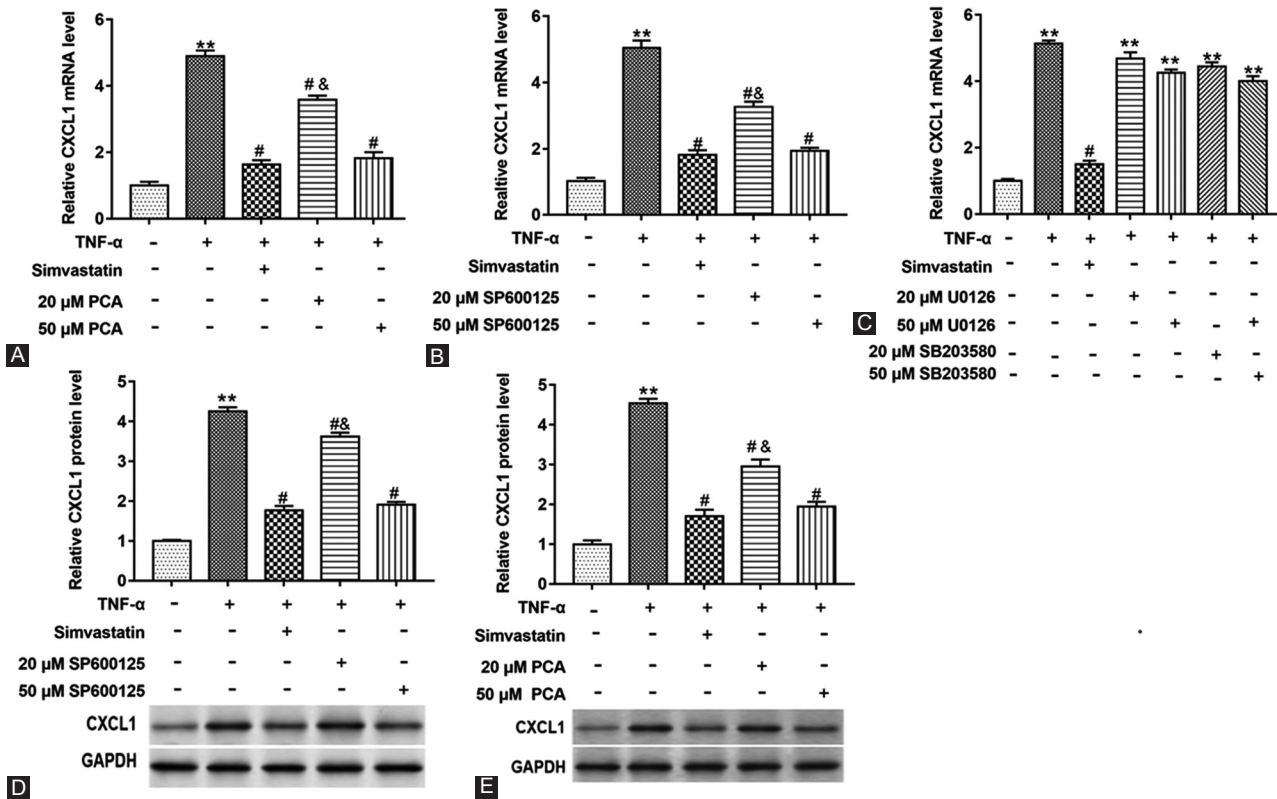 Relative CXCL1 mRNA level
6
4
2
0
** # # & #
TNF-α - + + + +
Simvastatin - - + - -
20 μM PCA - - - + -
50 μM PCA - - - - +
A
Realtive CXCL1 mRNA level
6
4
2
0
** # #& #
TNF-α - + + + +
Simvastatin - - + - -
20 μM SP600125 - - - + -
50 μM SP600125 - - - - +
B
Relative CXCL1 mRNA level
6
4
2
0
** # ** ** ** **
TNF-α - + + + + + +
Simvastatin - - + - - - -
20 μM U0126 - - - + - - -
50 μM U0126 - - - - + - +
20 μM SB203580 - - - - - + -
50 μM SB203580 - - - - - - +
C
Relative CXCL1 protein level
5
4
3
2
1
0
** # #& #
TNF-α - + + + +
Simvastatin - - + - -
20 μM SP600125 - - - + -
50 μM SP600125 - - - - +
CXCL1
GAPDH
D
Relative CXCL1 protein level
5
4
3
2
1
0
** # # & #
TNF-α - + + + +
Simvastatin - - + - -
20 μM PCA - - - + -
50 μM PCA - - - - +
CXCL1
GAPDH
E